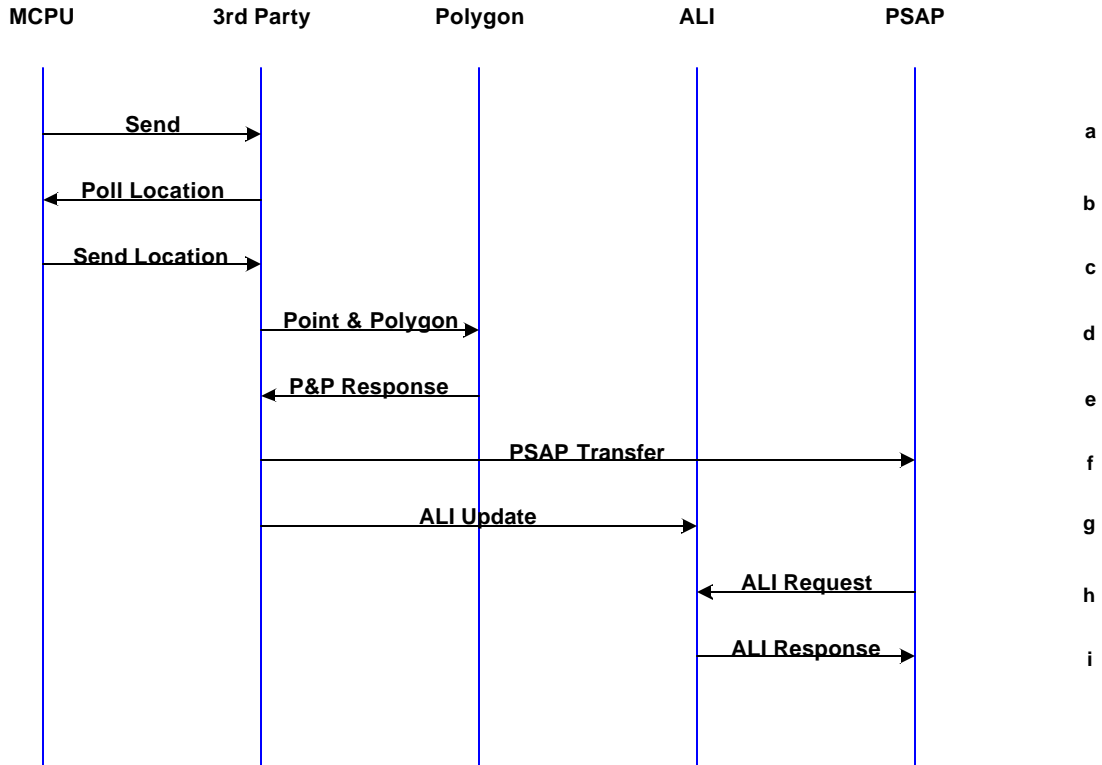 MCPU 3rd Party Polygon ALI PSAP
Send a
Poll Location b
Send Location c
Point & Polygon d
P&P Response e
PSAP Transfer f
ALI Update g
ALI Request h
ALI Response i